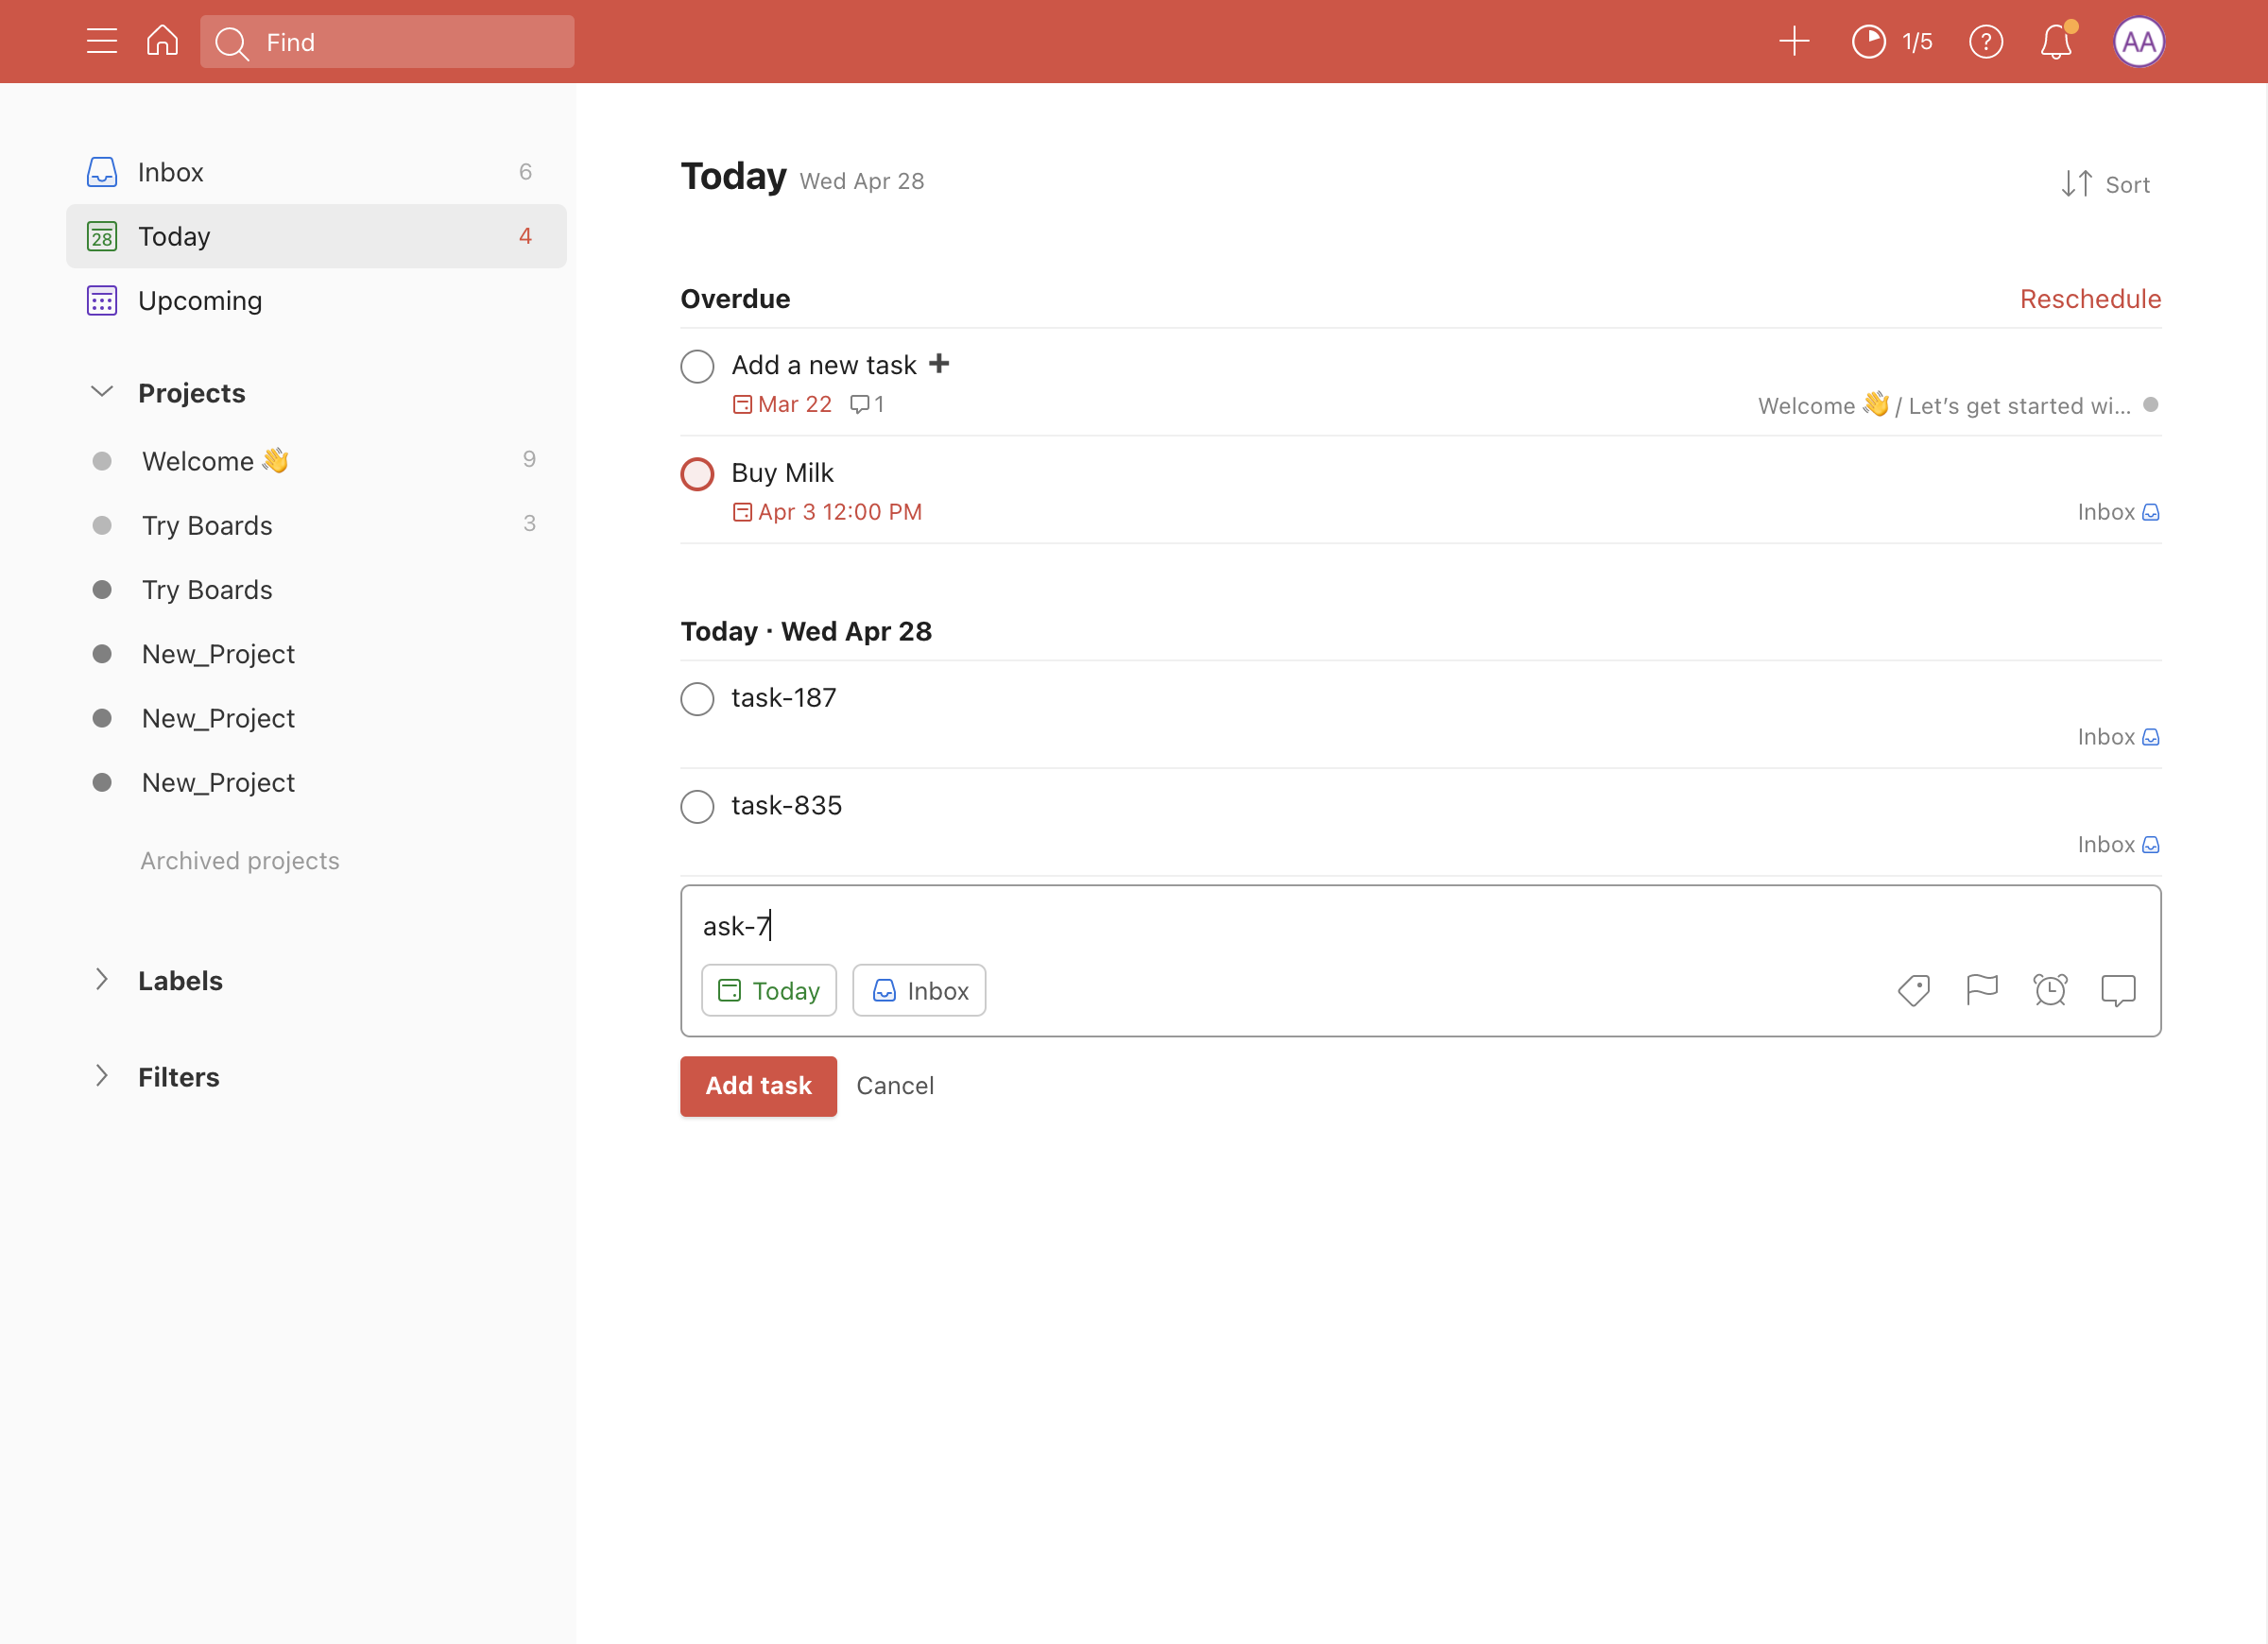 Find
1/5
?
AA
Inbox 6
28 Today 4
Upcoming
Projects
Welcome 👋 9
Try Boards 3
Try Boards
New_Project
New_Project
New_Project
Archived projects
Labels
Filters
Today Wed Apr 28
Sort
Overdue Reschedule
Add a new task ➕
Mar 22 1
Welcome 👋 / Let’s get started wi...
Buy Milk
Apr 3 12:00 PM
Inbox
Today · Wed Apr 28
task-187
Inbox
task-835
Inbox
ask-7
Today Inbox
Add task Cancel